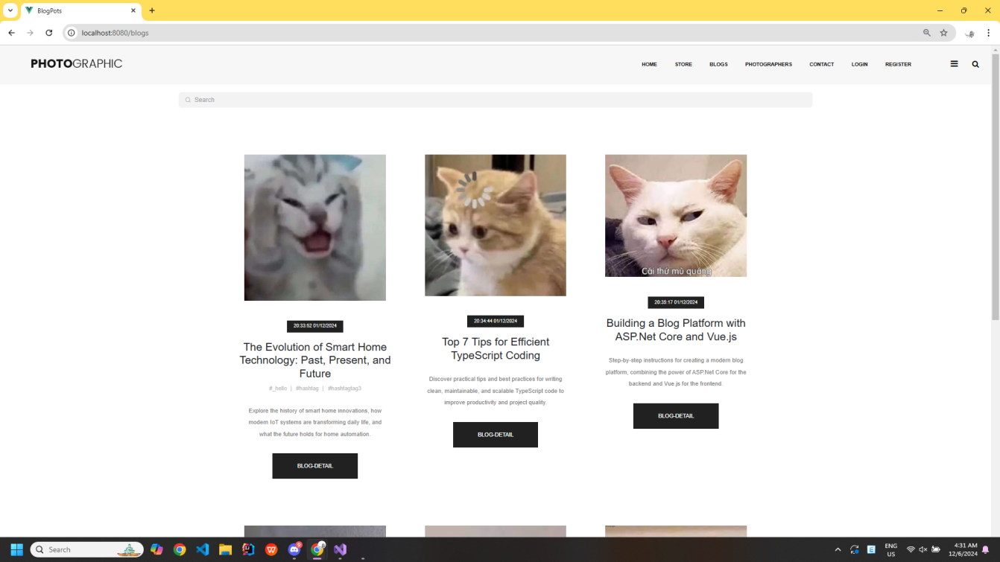 BlogPots
localhost:8080/blogs
PHOTOGRAPHIC
HOME
STORE
BLOGS
PHOTOGRAPHERS
CONTACT
LOGIN
REGISTER
Search
20:33:52 01/12/2024
The Evolution of Smart Home
Technology: Past, Present, and
Future
#_hello | #hashtag | #hashtagtag3
Explore the history of smart home innovations, how
modern IoT systems are transforming daily life, and
what the future holds for home automation.
BLOG-DETAIL
20:34:44 01/12/2024
Top 7 Tips for Efficient
TypeScript Coding
Discover practical tips and best practices for writing
clean, maintainable, and scalable TypeScript code to
improve productivity and project quality.
BLOG-DETAIL
Cái thứ mù quáng
20:35:17 01/12/2024
Building a Blog Platform with
ASP.Net Core and Vue.js
Step-by-step instructions for creating a modern blog
platform, combining the power of ASP.Net Core for the
backend and Vue.js for the frontend.
BLOG-DETAIL
Search
ENG
US
4:31 AM
12/6/2024